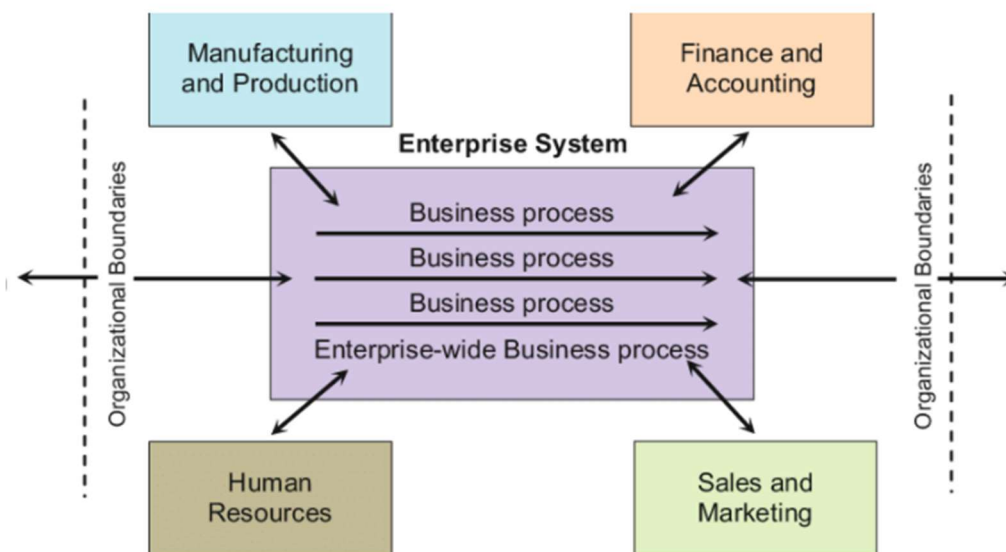 Manufacturing
and Production
Finance and
Accounting
Enterprise System
Organizational Boundaries
Business process
Business process
Business process
Enterprise-wide Business process
Organizational Boundaries
Human
Resources
Sales and
Marketing